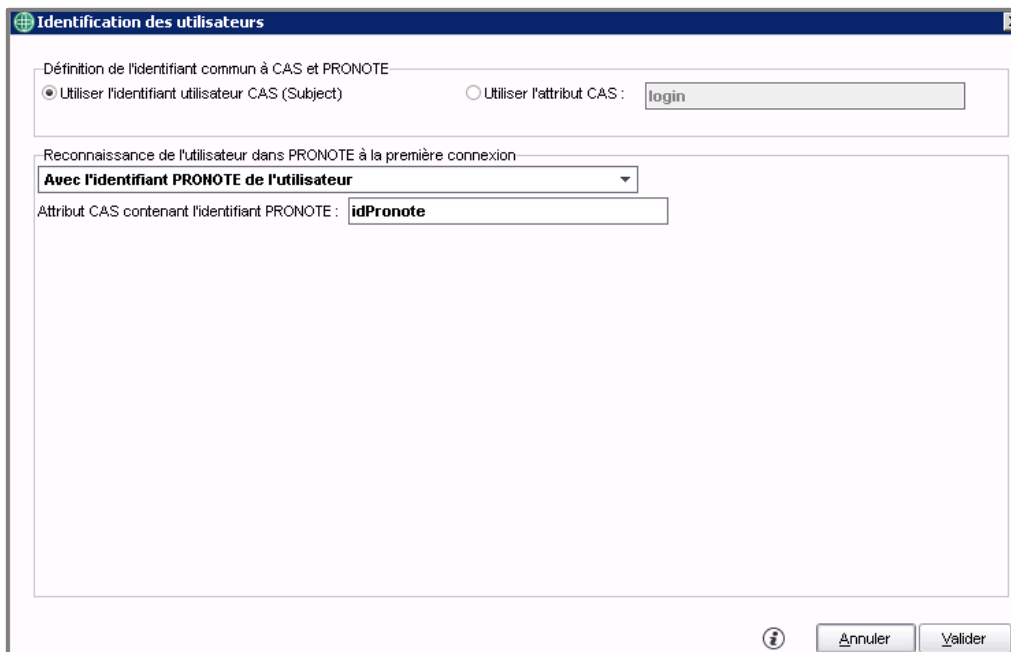 Identification des utilisateurs
Définition de l'identifiant commun à CAS et PRONOTE
Utiliser l'identifiant utilisateur CAS (Subject) Utiliser l'attribut CAS : login
Reconnaissance de l'utilisateur dans PRONOTE à la première connexion
Avec l'identifiant PRONOTE de l'utilisateur
Attribut CAS contenant l'identifiant PRONOTE : idPronote
Annuler Valider